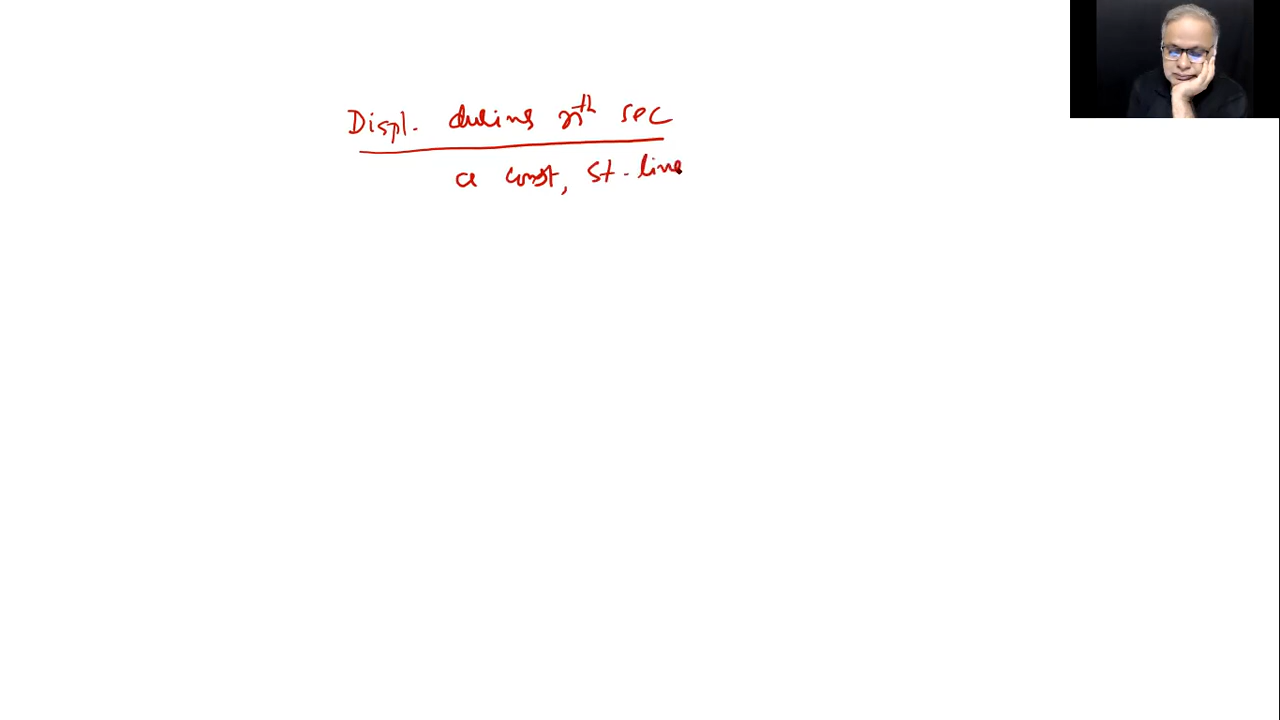 Displ. during nth sec
a const, St. line